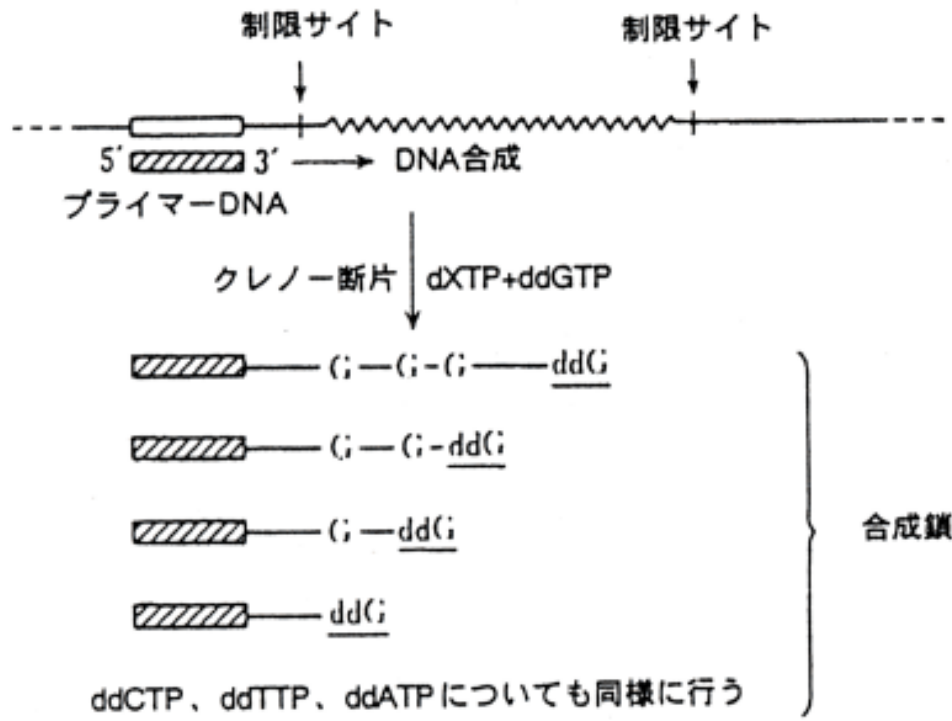 制限サイト 制限サイト
5′ 3′ → DNA合成
プライマーDNA
クレノー断片 dXTP+ddGTP
G—G-G—ddG
G—G-ddG
G—ddG
ddG
合成鎖
ddCTP、ddTTP、ddATPについても同様に行う